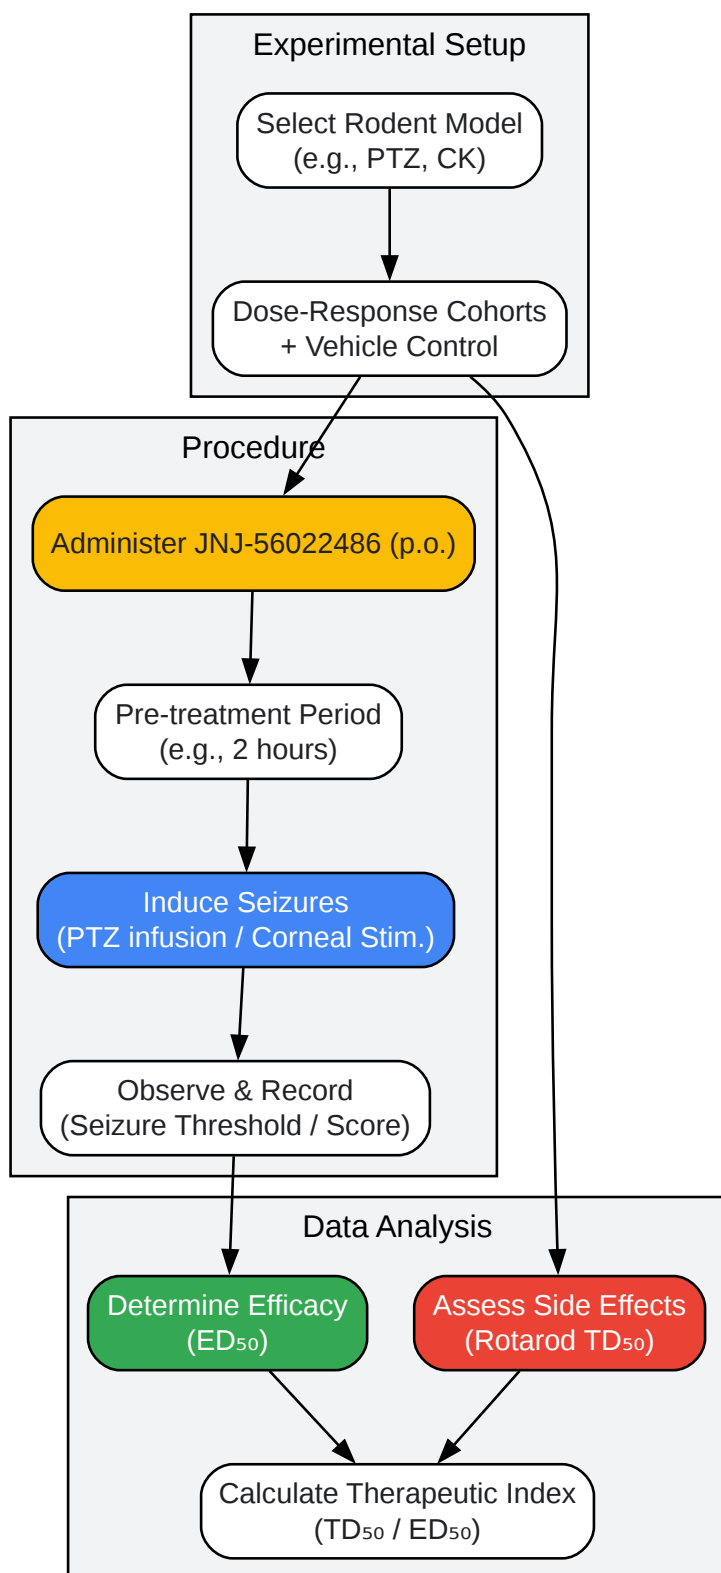 Experimental Setup
Select Rodent Model
(e.g., PTZ, CK)
Dose-Response Cohorts
+ Vehicle Control
Procedure
Administer JNJ-56022486 (p.o.)
Pre-treatment Period
(e.g., 2 hours)
Induce Seizures
(PTZ infusion / Corneal Stim.)
Observe & Record
(Seizure Threshold / Score)
Data Analysis
Determine Efficacy
(ED₅₀)
Assess Side Effects
(Rotarod TD₅₀)
Calculate Therapeutic Index
(TD₅₀ / ED₅₀)